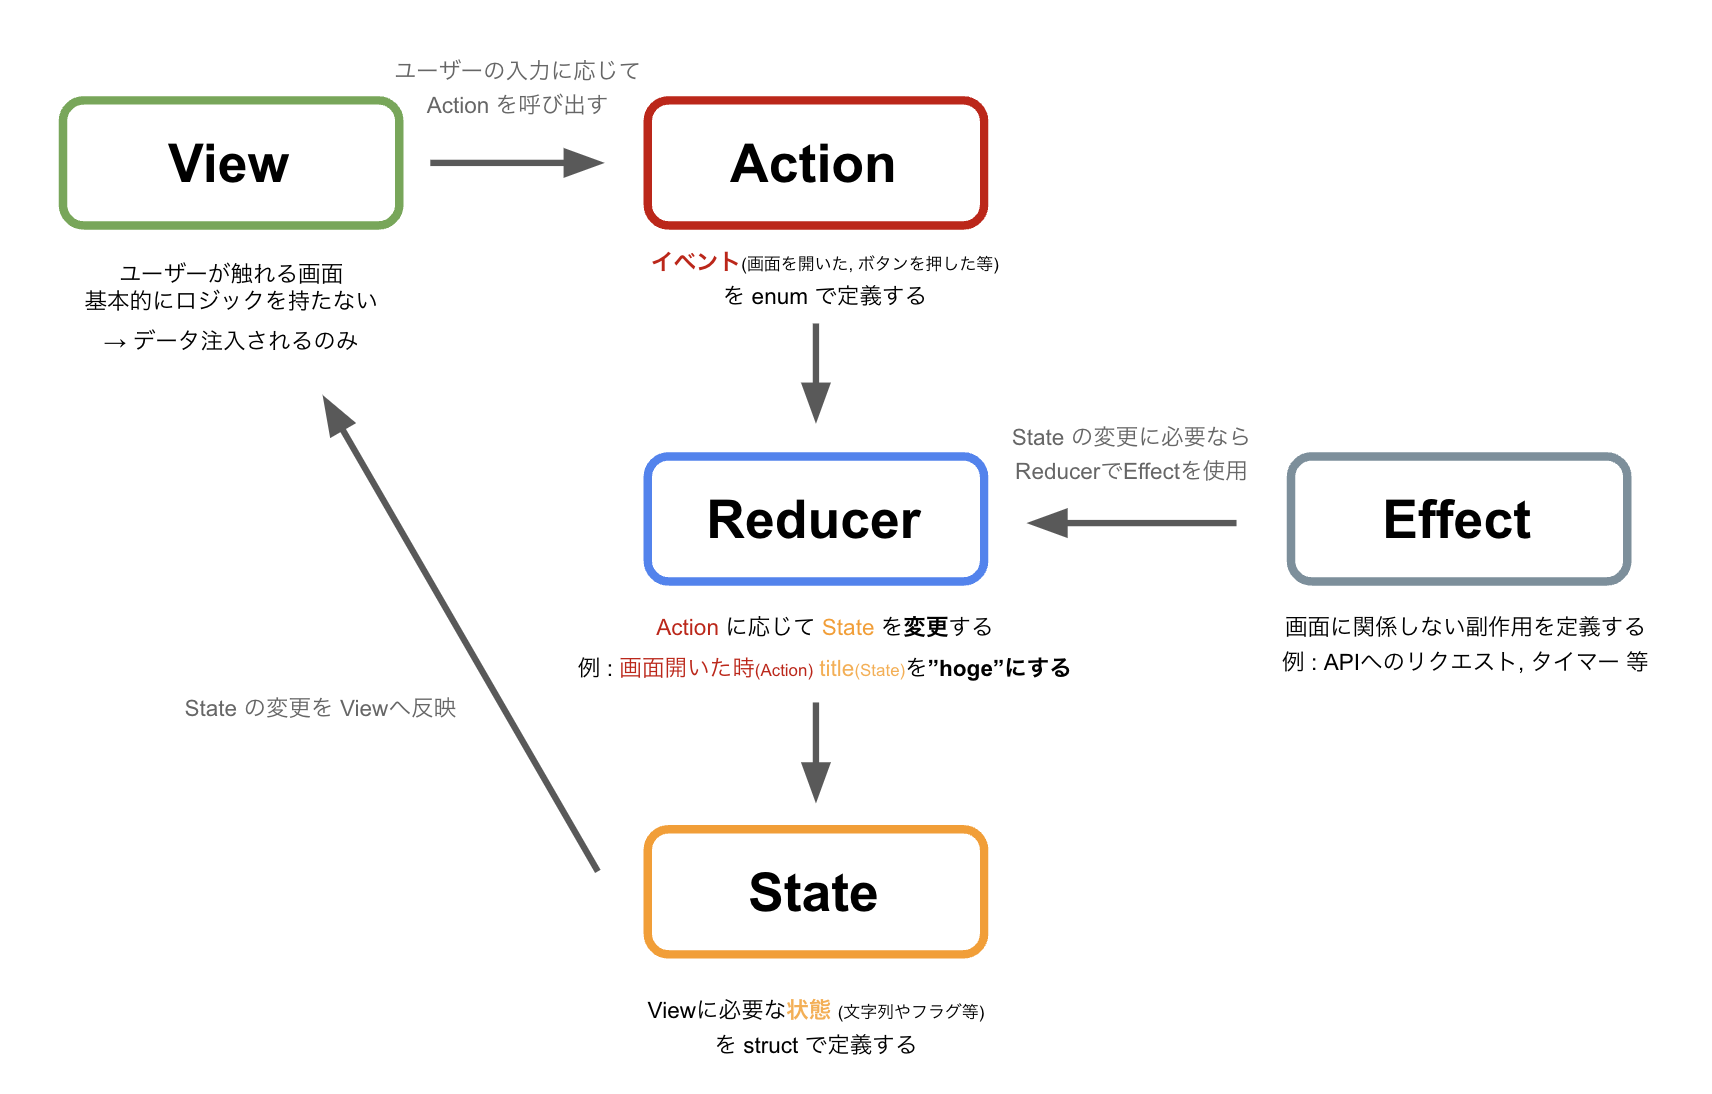 ユーザーの入力に応じて
Action を呼び出す
View
Action
ユーザーが触れる画面
基本的にロジックを持たない
→ データ注入されるのみ
イベント(画面を開いた, ボタンを押した等)
を enum で定義する
State の変更に必要なら
ReducerでEffectを使用
Reducer
Effect
Action に応じて State を変更する
例 : 画面開いた時(Action) title(State)を”hoge”にする
画面に関係しない副作用を定義する
例 : APIへのリクエスト, タイマー 等
State の変更を Viewへ反映
State
Viewに必要な状態 (文字列やフラグ等)
を struct で定義する